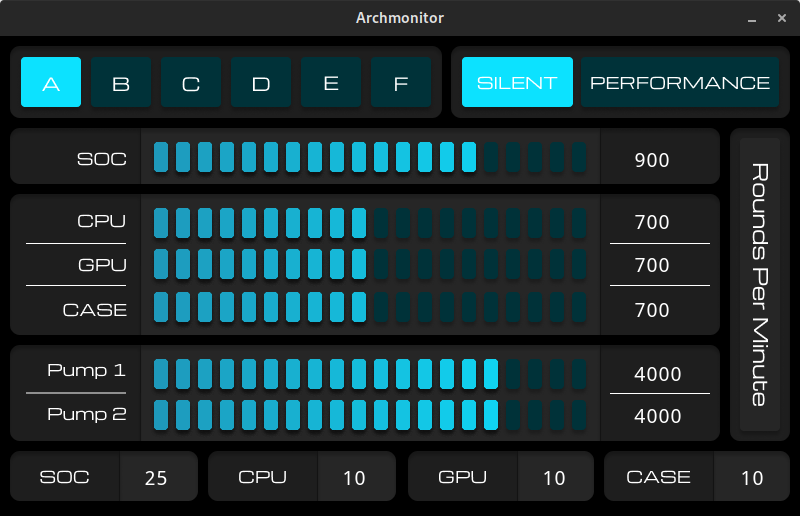 Archmonitor
A B C D E F SILENT PERFORMANCE
SOC 900
CPU 700
GPU 700
CASE 700
Pump 1 4000
Pump 2 4000
Rounds Per Minute
SOC 25 CPU 10 GPU 10 CASE 10